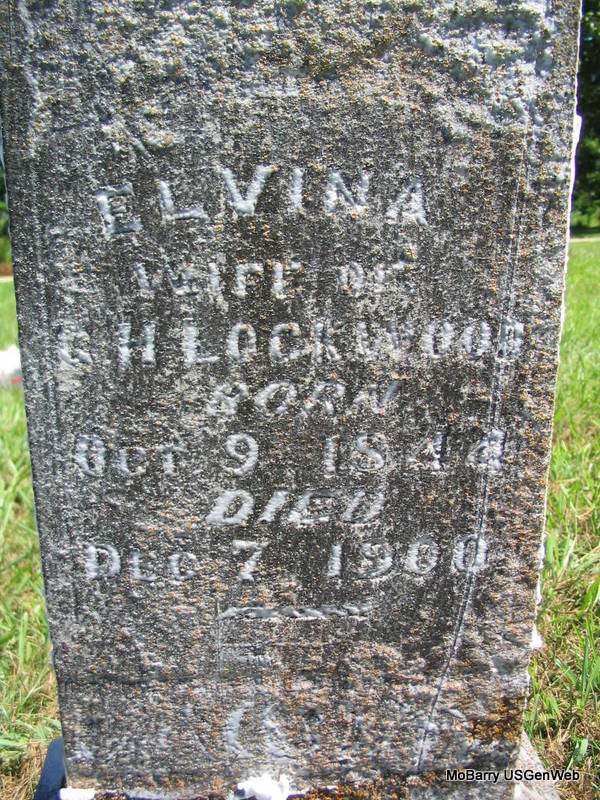 ELVINA
WIFE OF
C.H LOCKWOOD
BORN
OCT 9 1844
DIED
DEC 7 1900
MoBarry USGenWeb